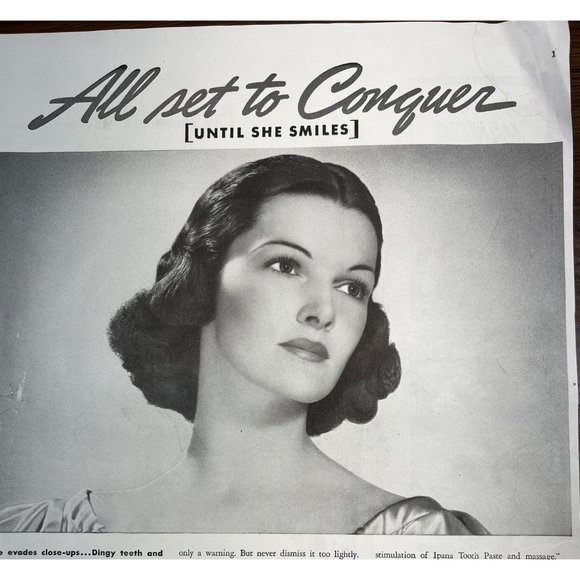 1
All set to Conquer
[UNTIL SHE SMILES]
e evades close-ups...Dingy teeth and
only a warning. But never dismiss it too lightly.
stimulation of Ipana Tooth Paste and massage."